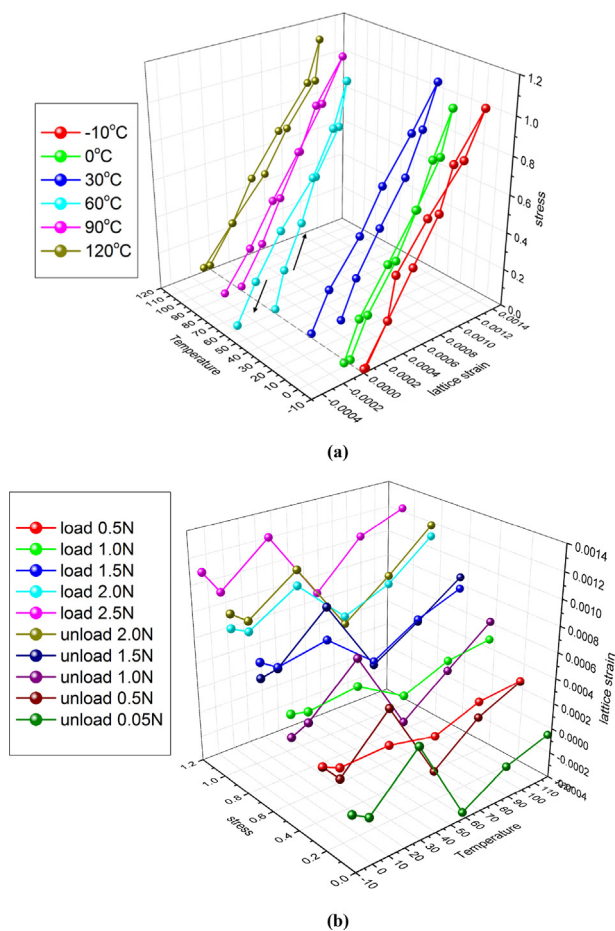 -10°C
0°C
30°C
60°C
90°C
120°C
1.2
1.0
0.8
0.6
0.4
0.2
0.0
stress
120
110
100
90
80
70
60
50
40
30
20
10
0
-10
Temperature
-0.0004
-0.0002
0.0000
0.0002
0.0004
0.0006
0.0008
0.0010
0.0012
0.0014
lattice strain
(a)
load 0.5N
load 1.0N
load 1.5N
load 2.0N
load 2.5N
unload 2.0N
unload 1.5N
unload 1.0N
unload 0.5N
unload 0.05N
0.0014
0.0012
0.0010
0.0008
0.0006
0.0004
0.0002
0.0000
-0.0002
-0.0004
lattice strain
1.2
1.0
0.8
0.6
0.4
0.2
0.0
stress
-10
0
10
20
30
40
50
60
70
80
90
100
110
Temperature
(b)